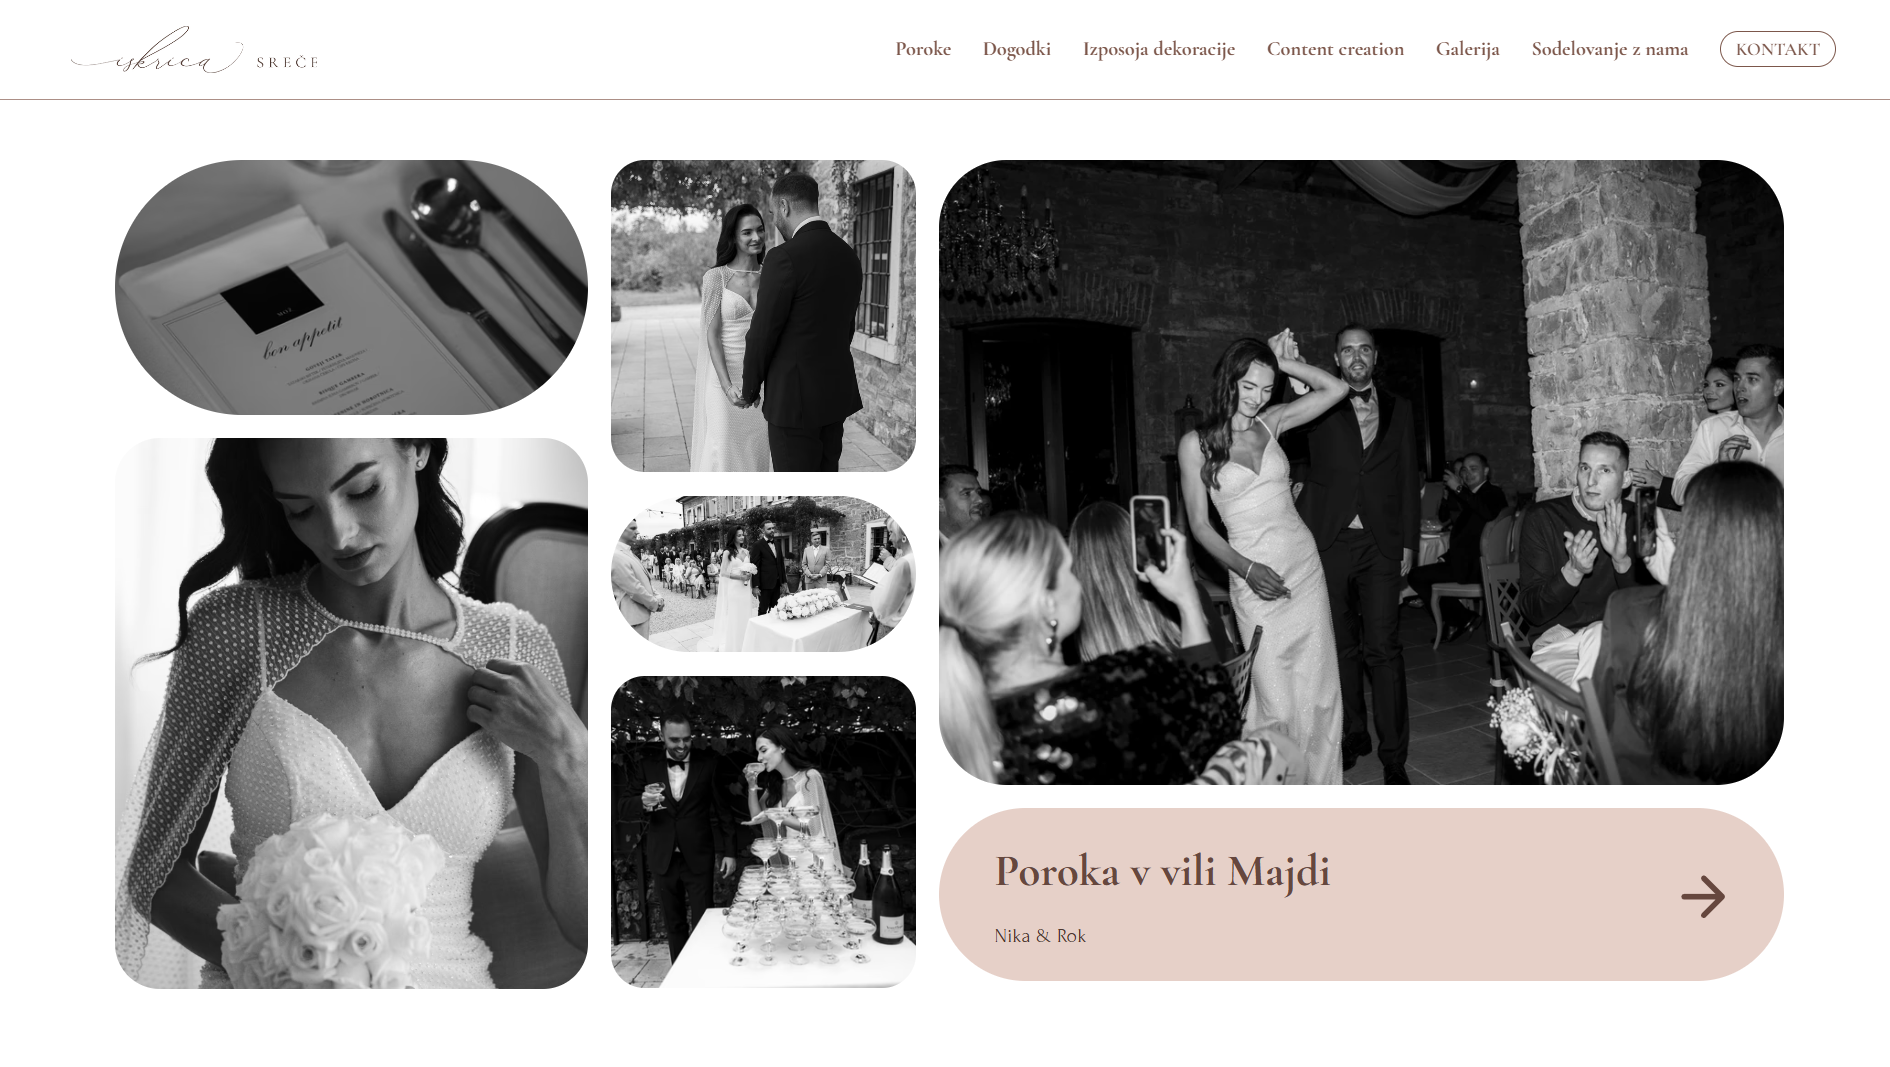 iskrica SREČE
Poroke Dogodki Izposoja dekoracije Content creation Galerija Sodelovanje z nama KONTAKT
bon appetit
Poroka v vili Majdi
Nika & Rok